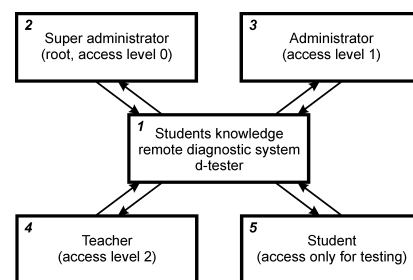 2
Super administrator
(root, access level 0)
3
Administrator
(access level 1)
1
Students knowledge
remote diagnostic system
d-tester
4
Teacher
(access level 2)
5
Student
(access only for testing)